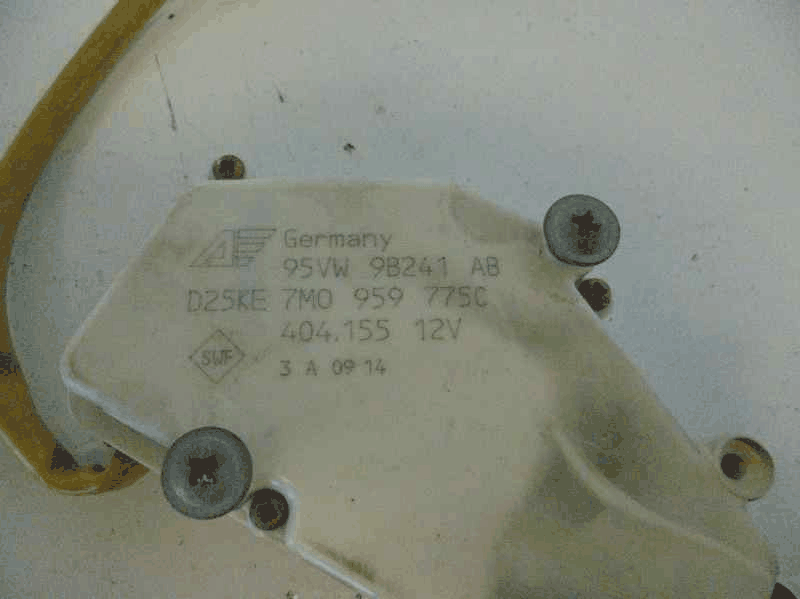 Germany
95VW 9B241 AB
D25KE 7M0 959 775C
404.155 12V
SWF
3 A 09 14